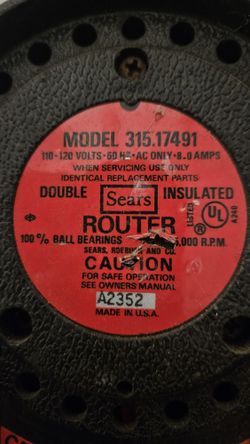 MODEL 315.17491
110-120 VOLTS·60 HZ·AC ONLY·8.0 AMPS
WHEN SERVICING USE ONLY
IDENTICAL REPLACEMENT PARTS
DOUBLE Sears INSULATED
ROUTER
LISTED UL A240
100% BALL BEARINGS ,000 R.P.M.
SEARS, ROEBUCK AND CO.
CAUTION
FOR SAFE OPERATION
SEE OWNERS MANUAL
A2352
MADE IN U.S.A.